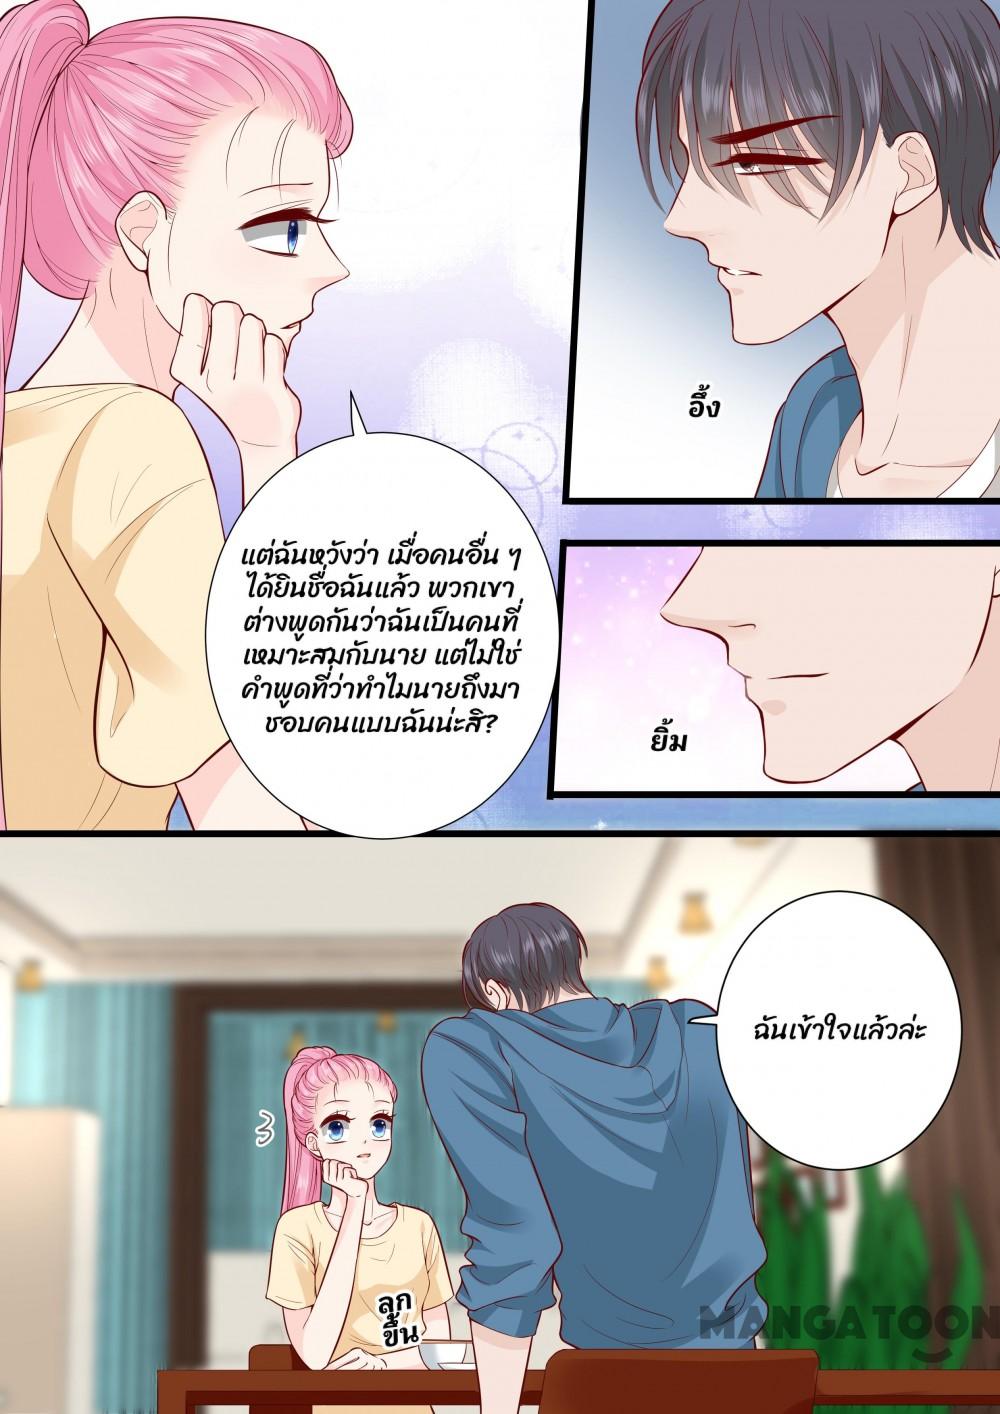 อึ้ง
แต่ฉันหวังว่า เมื่อคนอื่น ๆ
ได้ยินชื่อฉันแล้ว พวกเขา
ต่างพูดกันว่าฉันเป็นคนที่
เหมาะสมกับนาย แต่ไม่ใช่
คำพูดที่ว่าทำไมนายถึงมา
ชอบคนแบบฉันน่ะสิ?
ยิ้ม
ฉันเข้าใจแล้วล่ะ
ลุก
ขึ้น
MANGATOON